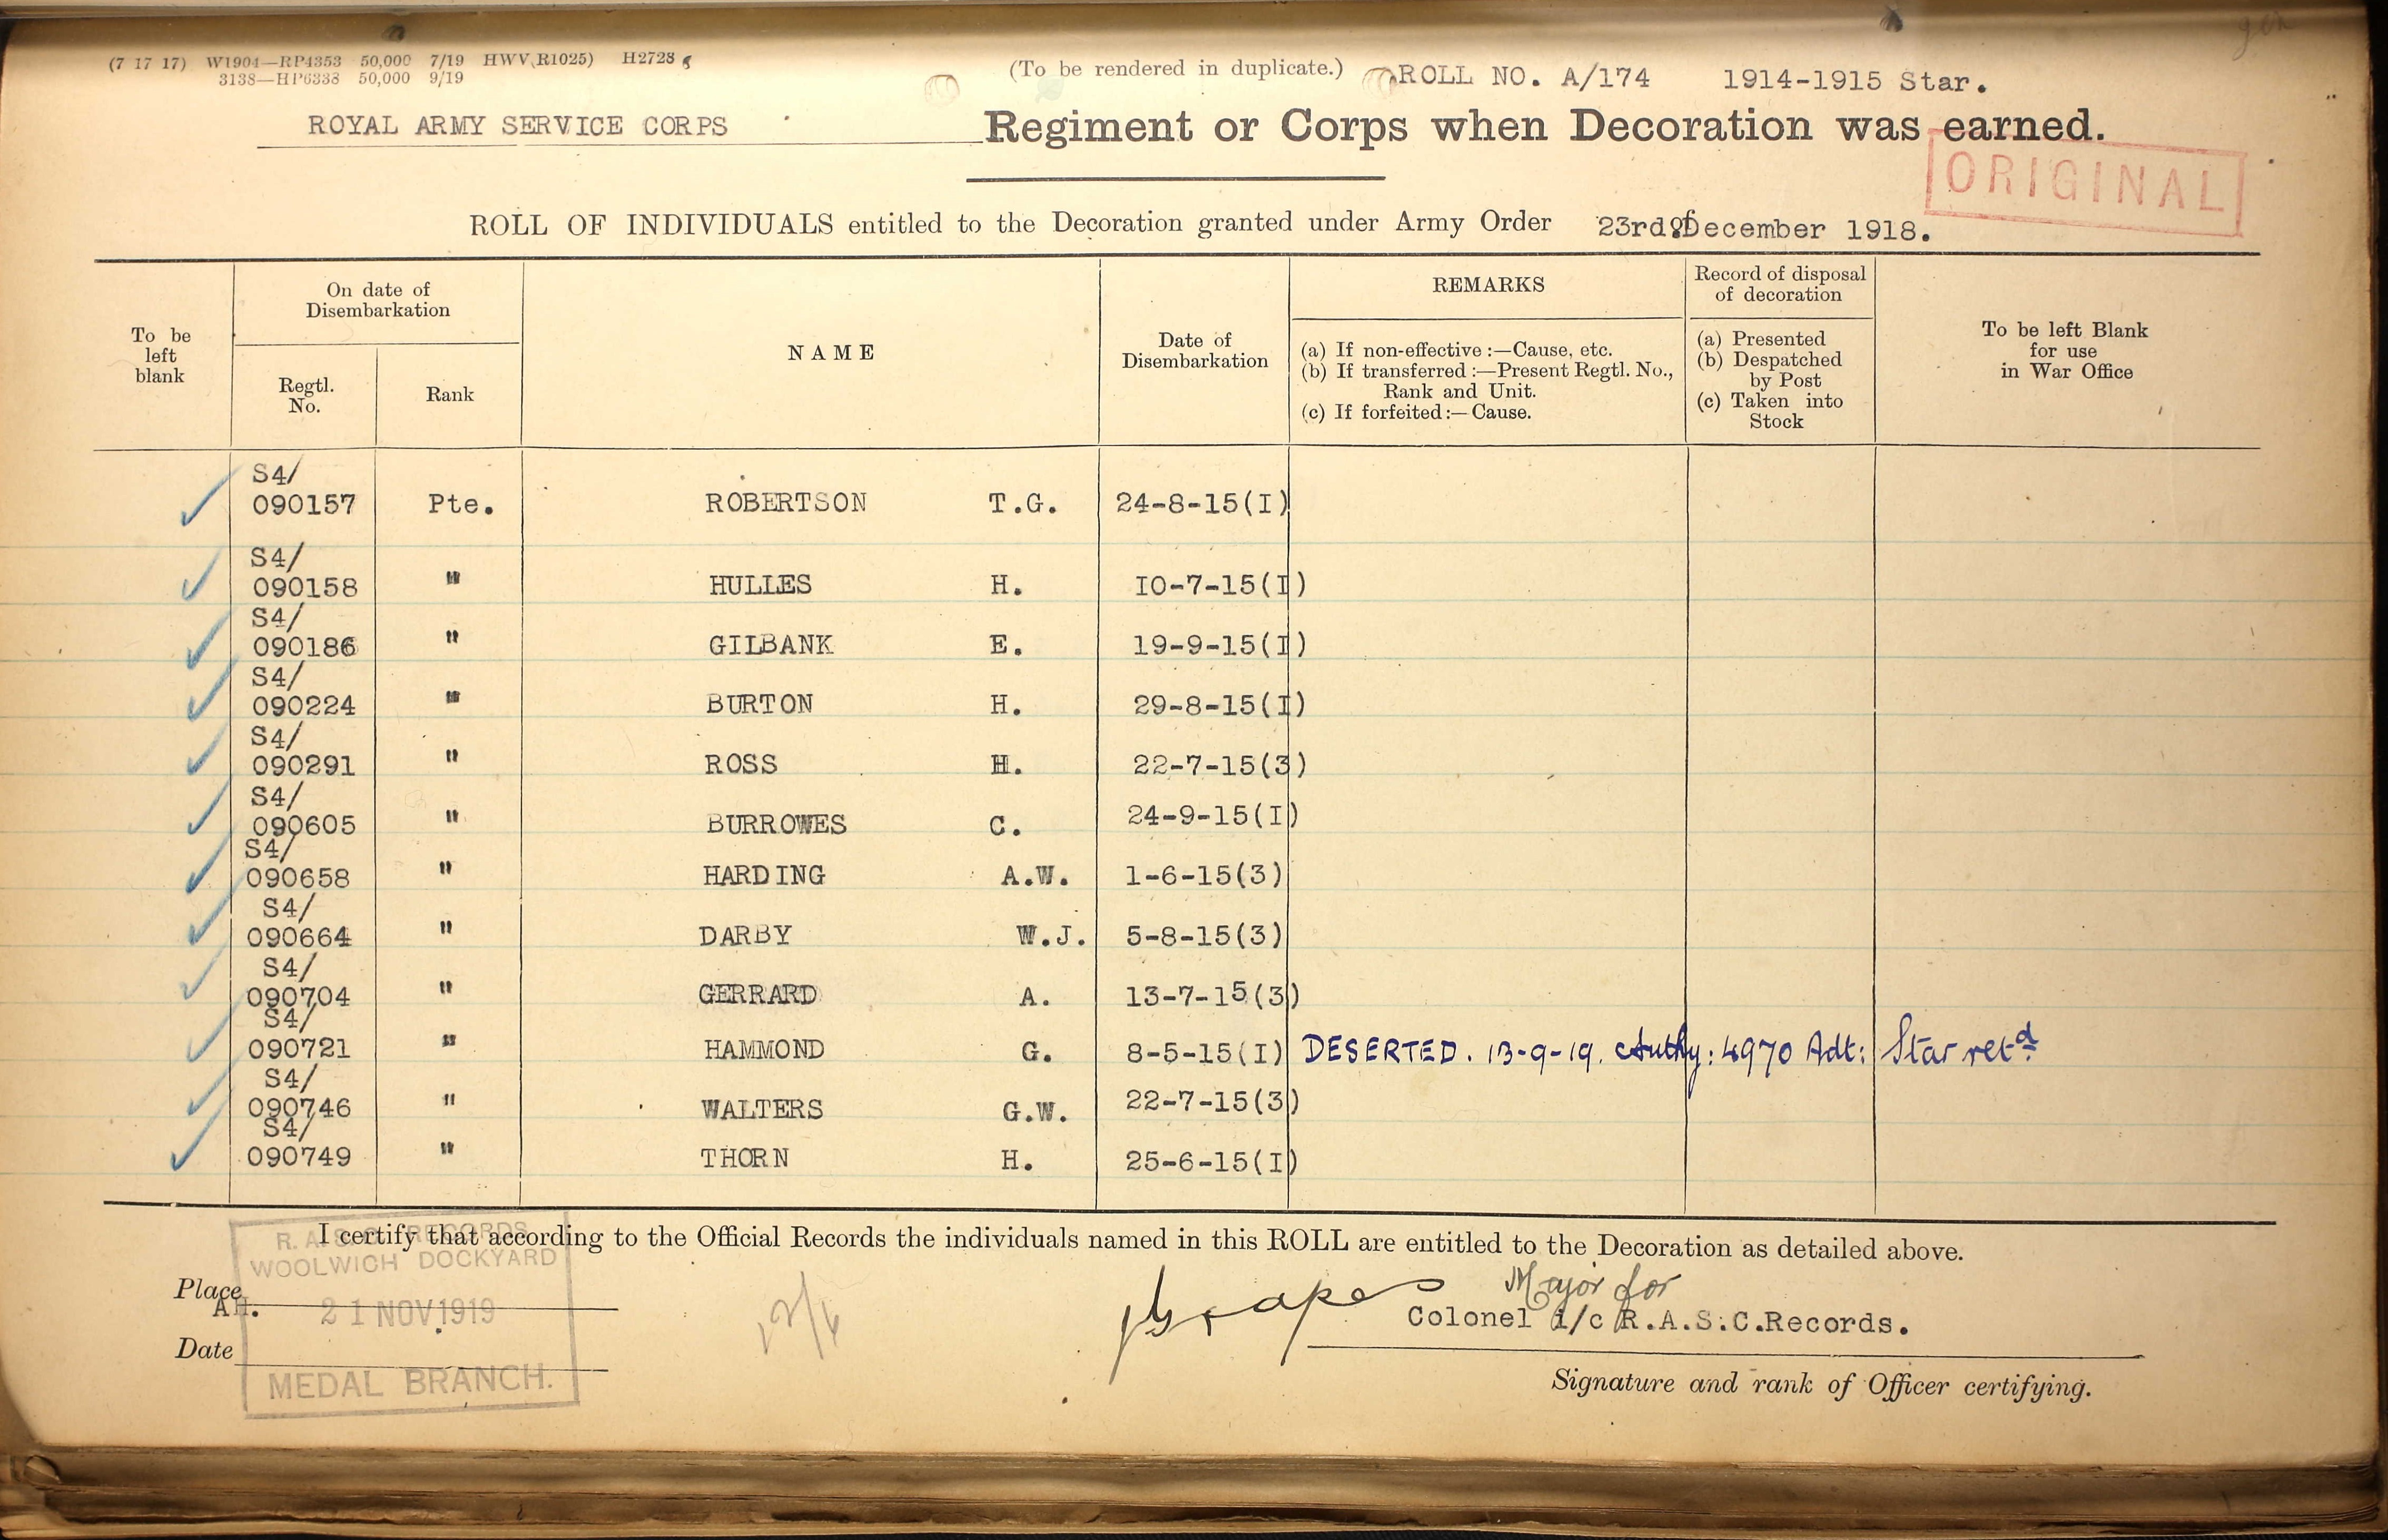 (7 17 17) W1904—RP4353 50,000 7/19 HWV(R1025) H2728
3138—HP6338 50,000 9/19
(To be rendered in duplicate.) ROLL NO. A/174 1914-1915 Star.
ROYAL ARMY SERVICE CORPS Regiment or Corps when Decoration was earned.
ORIGINAL
ROLL OF INDIVIDUALS entitled to the Decoration granted under Army Order 23rd of December 1918.
To be left blank
On date of Disembarkation
Regtl. No.
Rank
NAME
Date of Disembarkation
REMARKS
(a) If non-effective :—Cause, etc.
(b) If transferred :—Present Regtl. No., Rank and Unit.
(c) If forfeited :—Cause.
Record of disposal of decoration
(a) Presented
(b) Despatched by Post
(c) Taken into Stock
To be left Blank for use in War Office
S4/
090157 Pte. ROBERTSON T.G. 24-8-15(I)
S4/
090158 " HULLES H. I0-7-15(I)
S4/
090186 " GILBANK E. 19-9-15(I)
S4/
090224 " BURTON H. 29-8-15(I)
S4/
090291 " ROSS H. 22-7-15(3)
S4/
090605 " BURROWES C. 24-9-15(I)
S4/
090658 " HARDING A.W. 1-6-15(3)
S4/
090664 " DARBY W.J. 5-8-15(3)
S4/
090704 " GERRARD A. 13-7-15(3)
S4/
090721 " HAMMOND G. 8-5-15(I) DESERTED. 13-9-19. Authy: 4970 Adt: Star retd
S4/
090746 " WALTERS G.W. 22-7-15(3)
S4/
090749 " THORN H. 25-6-15(I)
I certify that according to the Official Records the individuals named in this ROLL are entitled to the Decoration as detailed above.
R.A.S.C. RECORDS
WOOLWICH DOCKYARD
21 NOV 1919
MEDAL BRANCH.
Place
AH.
Date
Major for
Colonel i/c R.A.S.C.Records.
Signature and rank of Officer certifying.